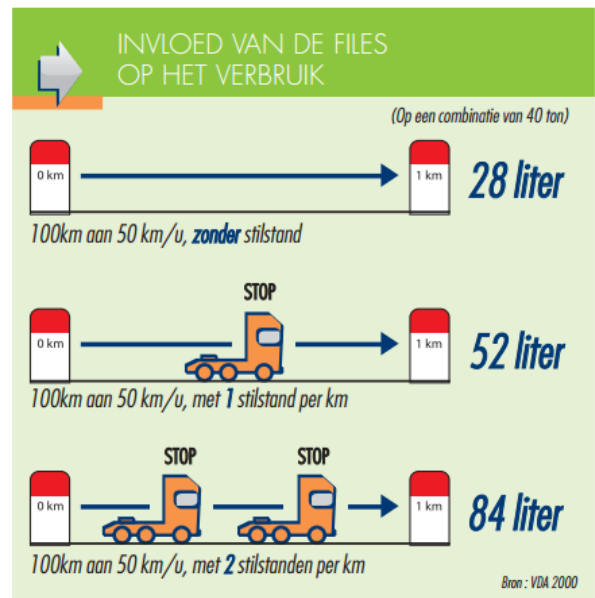 INVLOED VAN DE FILES
OP HET VERBRUIK
(Op een combinatie van 40 ton)
0 km
1 km
28 liter
100km aan 50 km/u, zonder stilstand
STOP
0 km
1 km
52 liter
100km aan 50 km/u, met 1 stilstand per km
STOP STOP
0 km
1 km
84 liter
100km aan 50 km/u, met 2 stilstanden per km
Bron : VDA 2000